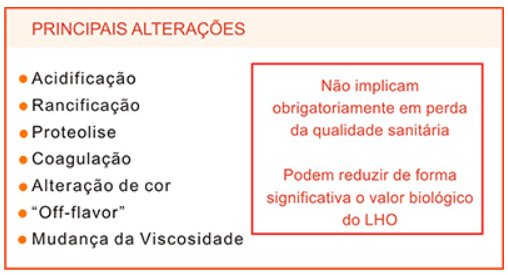 PRINCIPAIS ALTERAÇÕES
Acidificação
Rancificação
Proteolise
Coagulação
Alteração de cor
“Off-flavor”
Mudança da Viscosidade
Não implicam
obrigatoriamente em perda
da qualidade sanitária
Podem reduzir de forma
significativa o valor biológico
do LHO